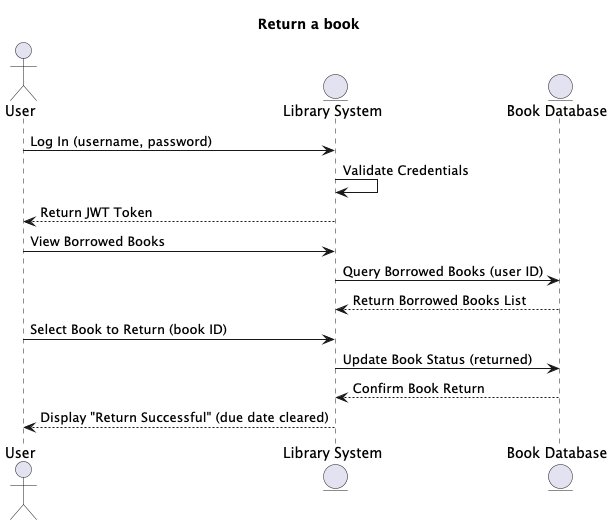 Return a book
User
Library System
Book Database
Log In (username, password)
Validate Credentials
Return JWT Token
View Borrowed Books
Query Borrowed Books (user ID)
Return Borrowed Books List
Select Book to Return (book ID)
Update Book Status (returned)
Confirm Book Return
Display "Return Successful" (due date cleared)
User
Library System
Book Database